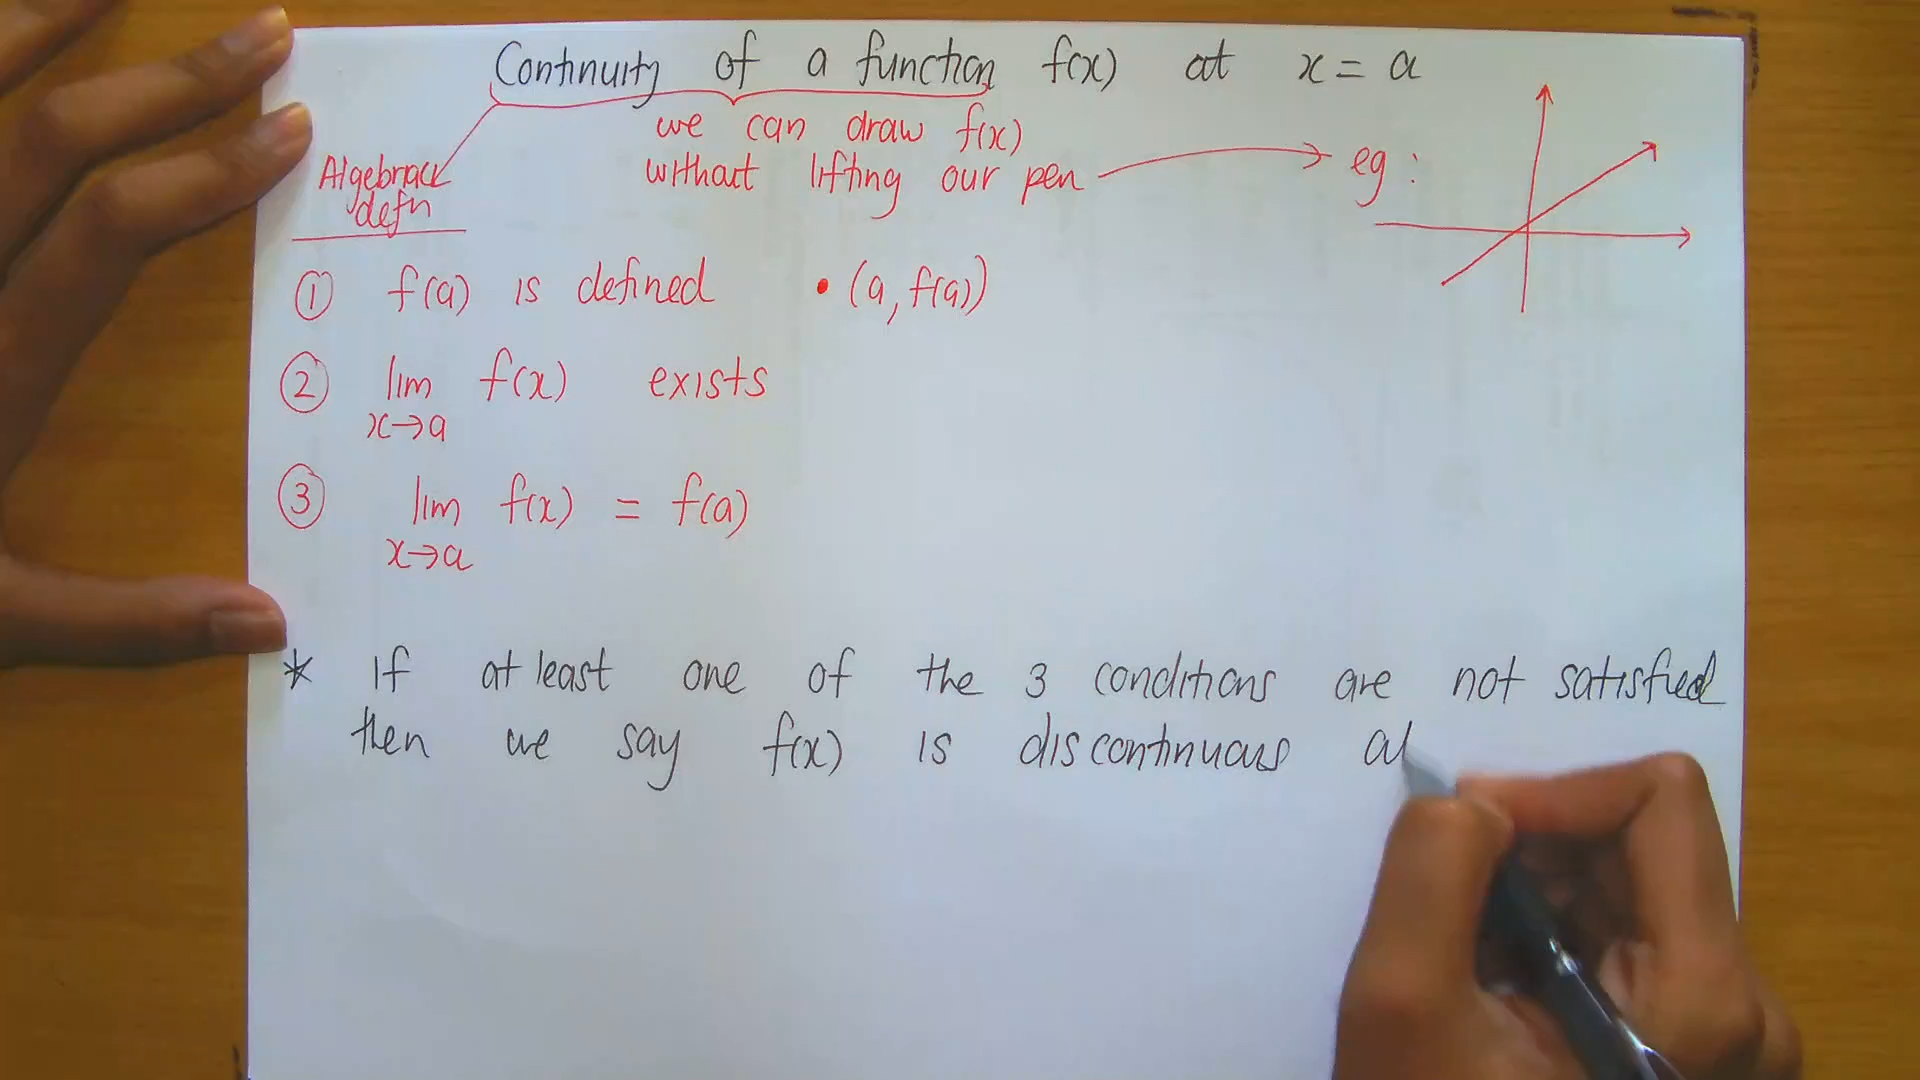 Continuity of a function f(x) at x = a
we can draw f(x)
without lifting our pen → eg :
Algebraic
defn
① f(a) is defined • (a, f(a))
② lim f(x) exists
x→a
③ lim f(x) = f(a)
x→a
* If at least one of the 3 conditions are not satisfied
then we say f(x) is discontinuous at